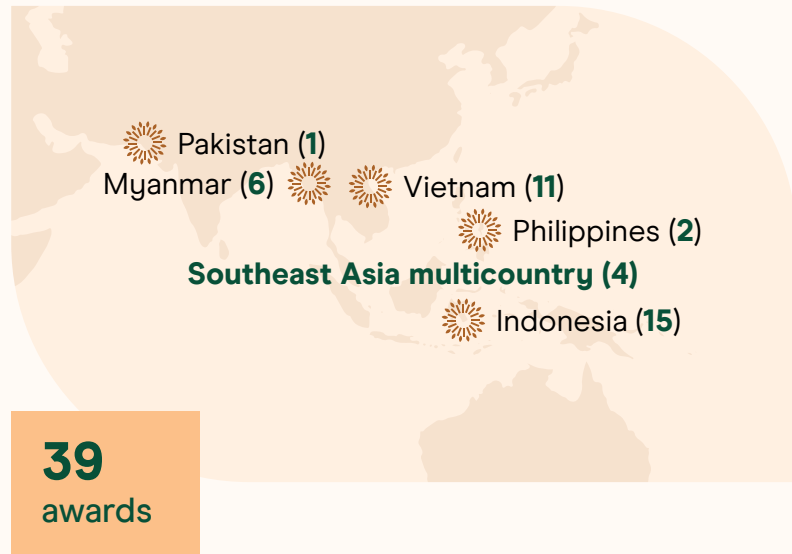 Pakistan (1)
Myanmar (6)
Vietnam (11)
Philippines (2)
Southeast Asia multicountry (4)
Indonesia (15)
39
awards